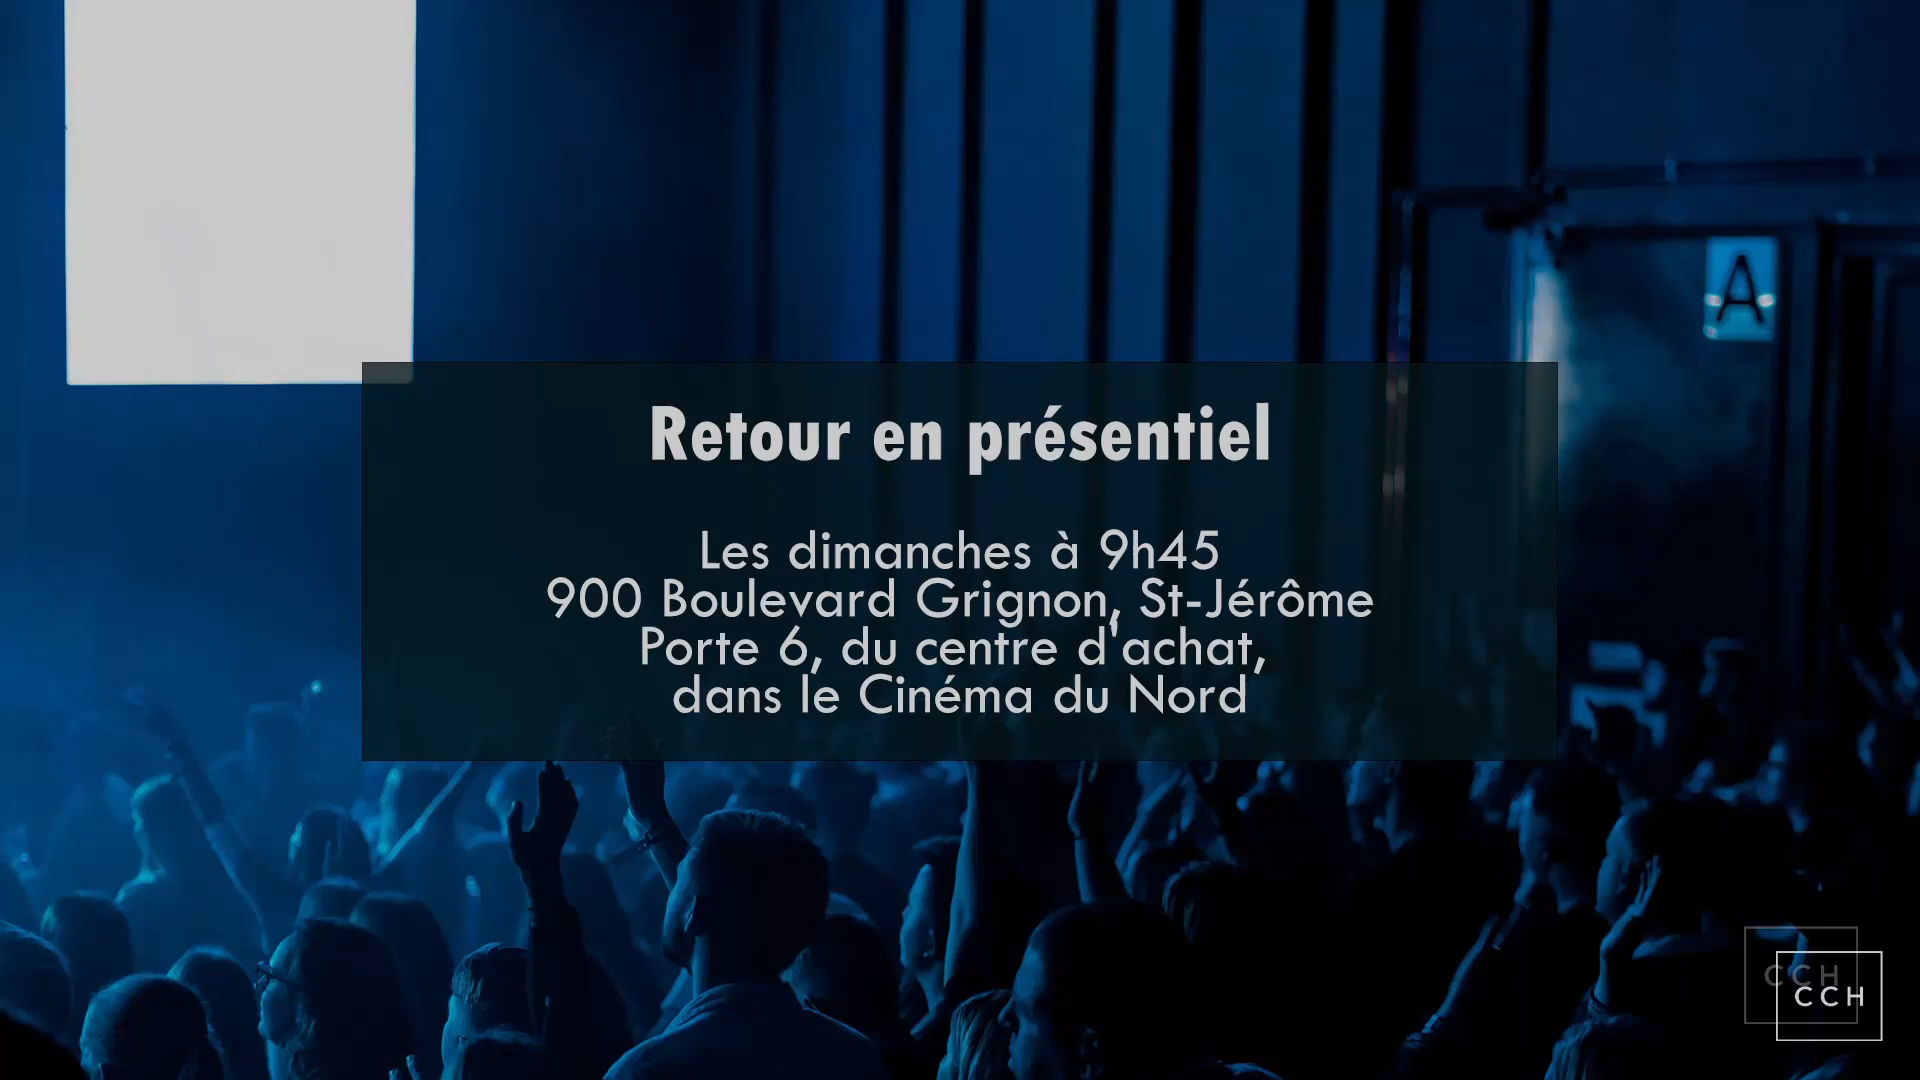 A
Retour en présentiel
Les dimanches à 9h45
900 Boulevard Grignon, St-Jérôme
Porte 6, du centre d'achat,
dans le Cinéma du Nord
CCH
CCH